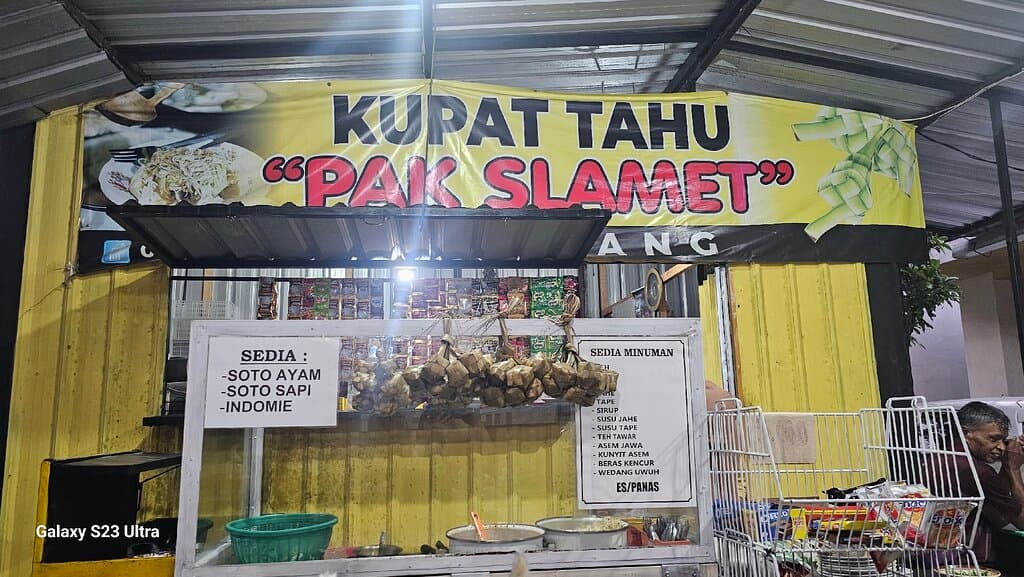 KUPAT TAHU
“PAK SLAMET”
ANG
SEDIA :
-SOTO AYAM
-SOTO SAPI
-INDOMIE
SEDIA MINUMAN
- TAPE
- SIRUP
- SUSU JAHE
- SUSU TAPE
- TEH TAWAR
- ASEM JAWA
- KUNYIT ASEM
- BERAS KENCUR
- WEDANG UWUH
ES/PANAS
Galaxy S23 Ultra